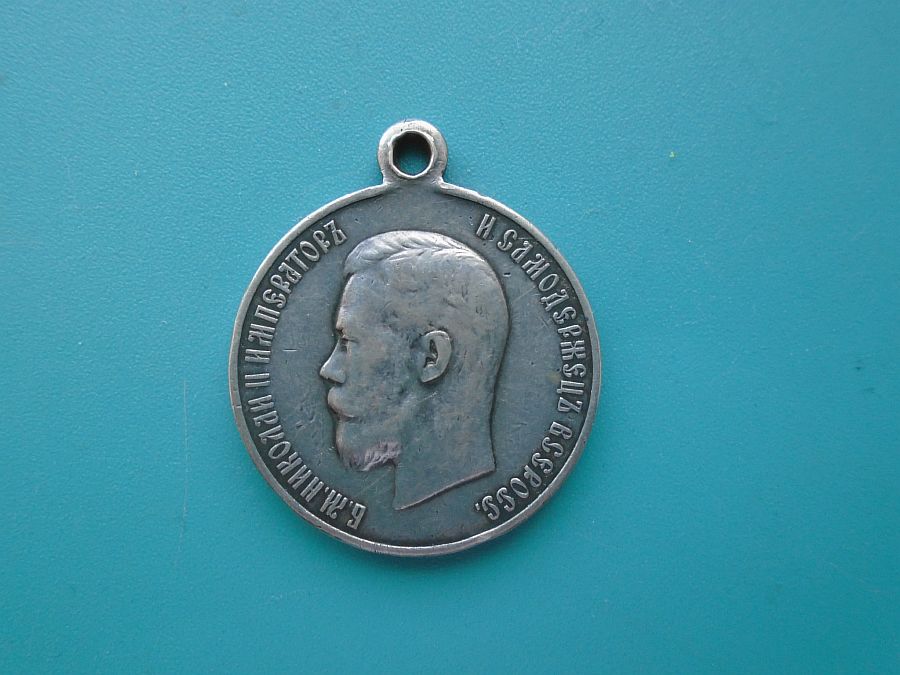 Б.М.НИКОЛАЙ II ИМПЕРАТОРЪ
И САМОДЕРЖЕЦЪ ВСЕРОСС.